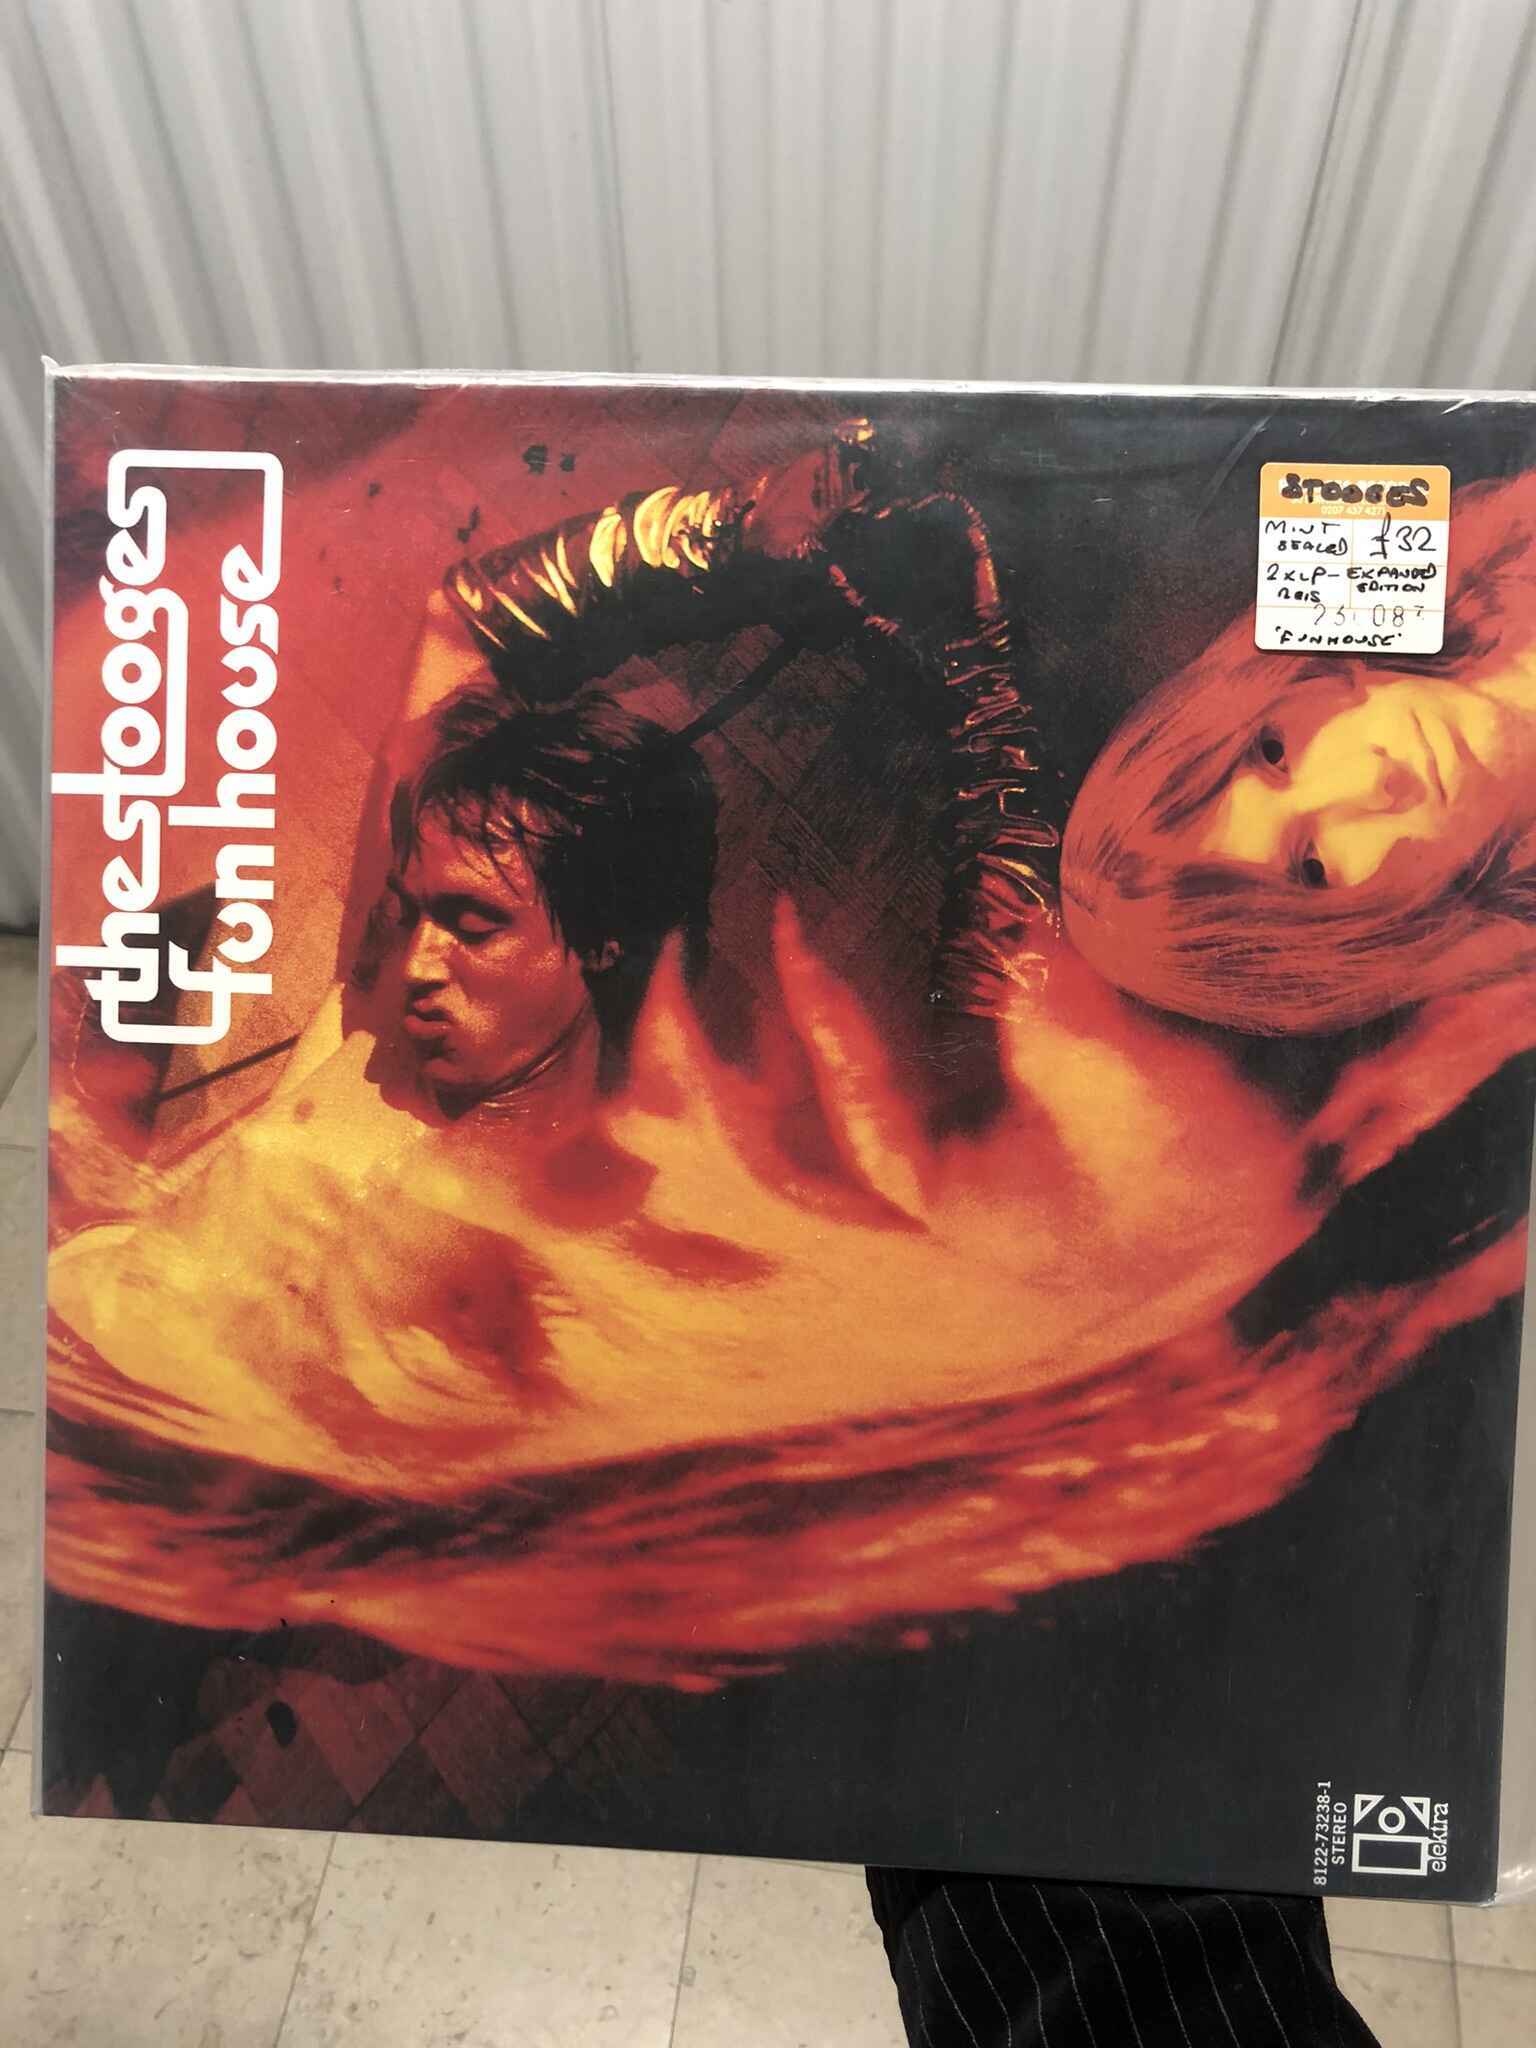 the stooges
fun house
STOOGES
0207 437 4271
MINT
SEALED
£32
2xLP - EXPANDED
REIS EDITION
'FUNHOUSE'
8122-73238-1
STEREO
elektra